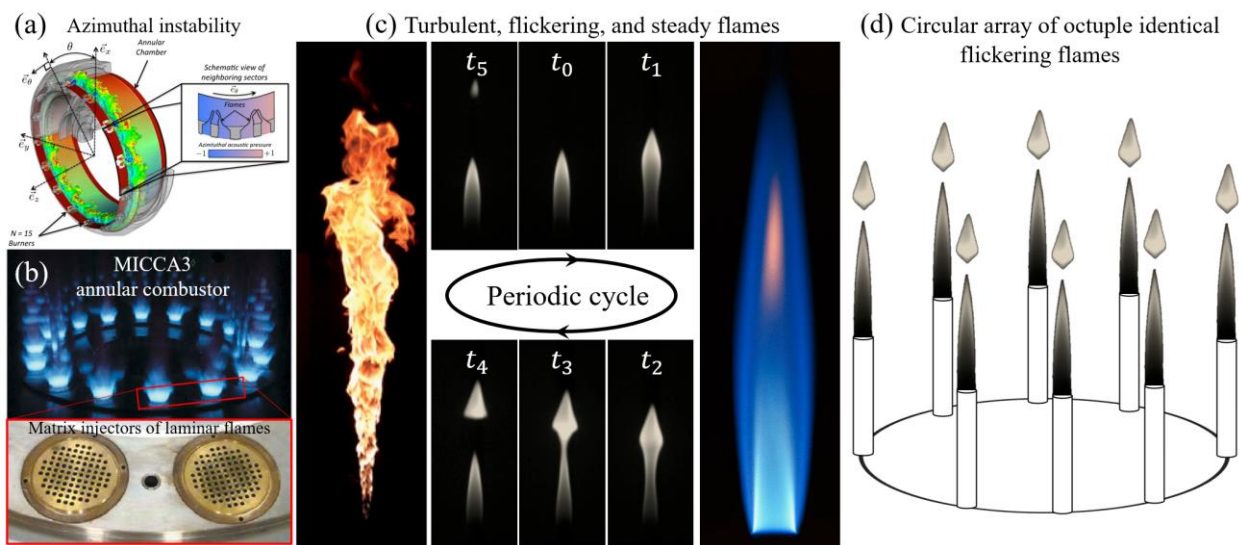 (a) Azimuthal instability
θ
e⃗x
Annular
Chamber
e⃗θ
Schematic view of
neighboring sectors
e⃗θ
Flames
Azimuthal acoustic pressure
−1 +1
e⃗y
e⃗z
N = 15
Burners
(b) MICCA3
annular combustor
Matrix injectors of laminar flames
(c) Turbulent, flickering, and steady flames
t5 t0 t1
Periodic cycle
t4 t3 t2
(d) Circular array of octuple identical
flickering flames